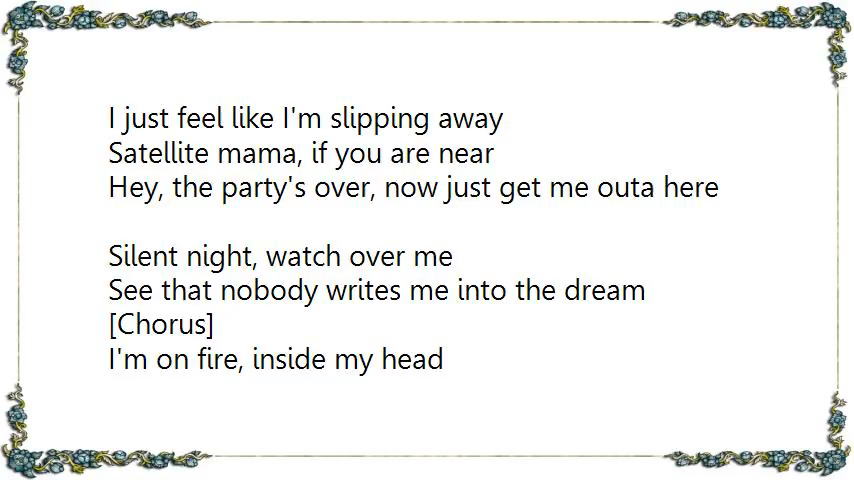 I just feel like I'm slipping away
Satellite mama, if you are near
Hey, the party's over, now just get me outa here
Silent night, watch over me
See that nobody writes me into the dream
[Chorus]
I'm on fire, inside my head